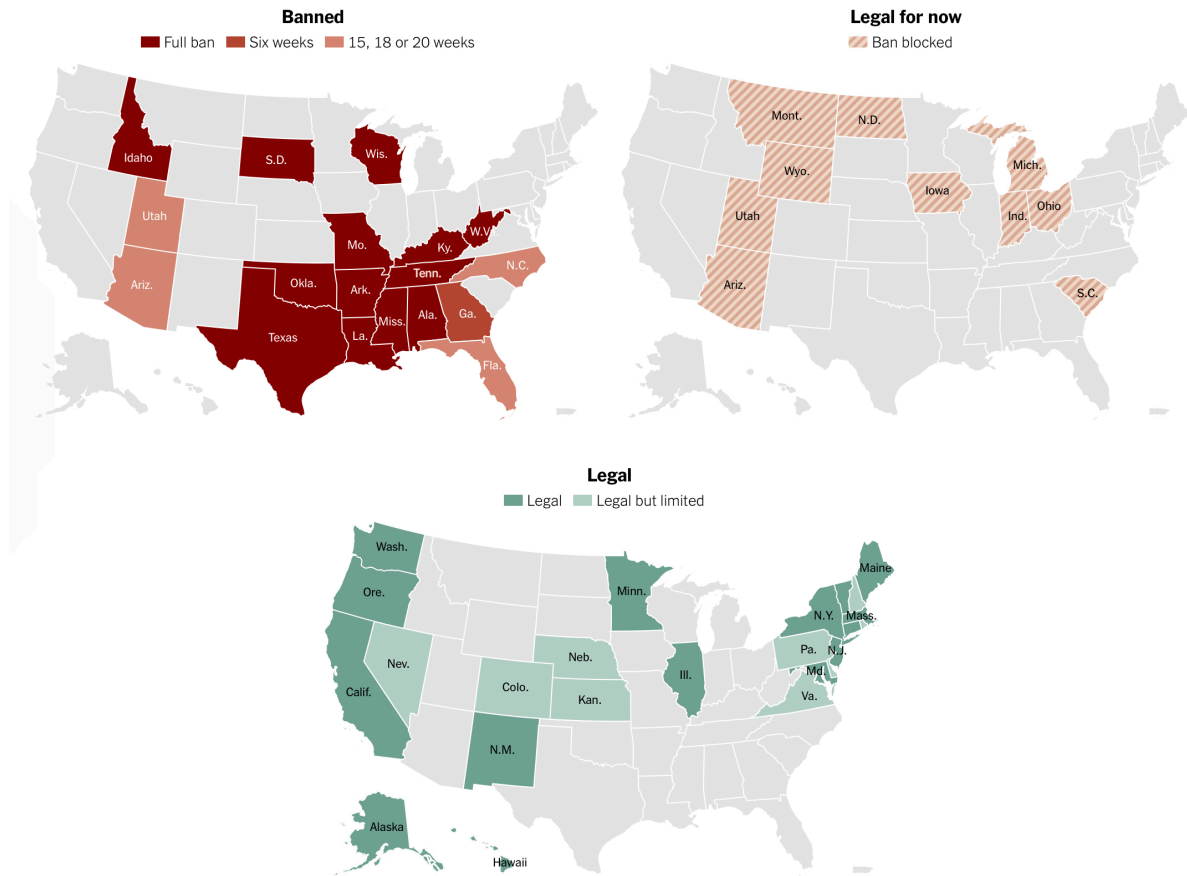 Banned
Full ban Six weeks 15, 18 or 20 weeks
Idaho
S.D.
Wis.
Utah
Mo.
Ky.
W.V.
Ariz.
Okla.
Ark.
Tenn.
N.C.
Texas
La.
Miss.
Ala.
Ga.
Fla.
Legal for now
Ban blocked
Mont.
N.D.
Wyo.
Iowa
Mich.
Utah
Ind.
Ohio
Ariz.
S.C.
Legal
Legal Legal but limited
Wash.
Ore.
Minn.
Maine
N.Y.
Mass.
Nev.
Neb.
Pa.
N.J.
Calif.
Colo.
Kan.
Ill.
Md.
Va.
N.M.
Alaska
Hawaii